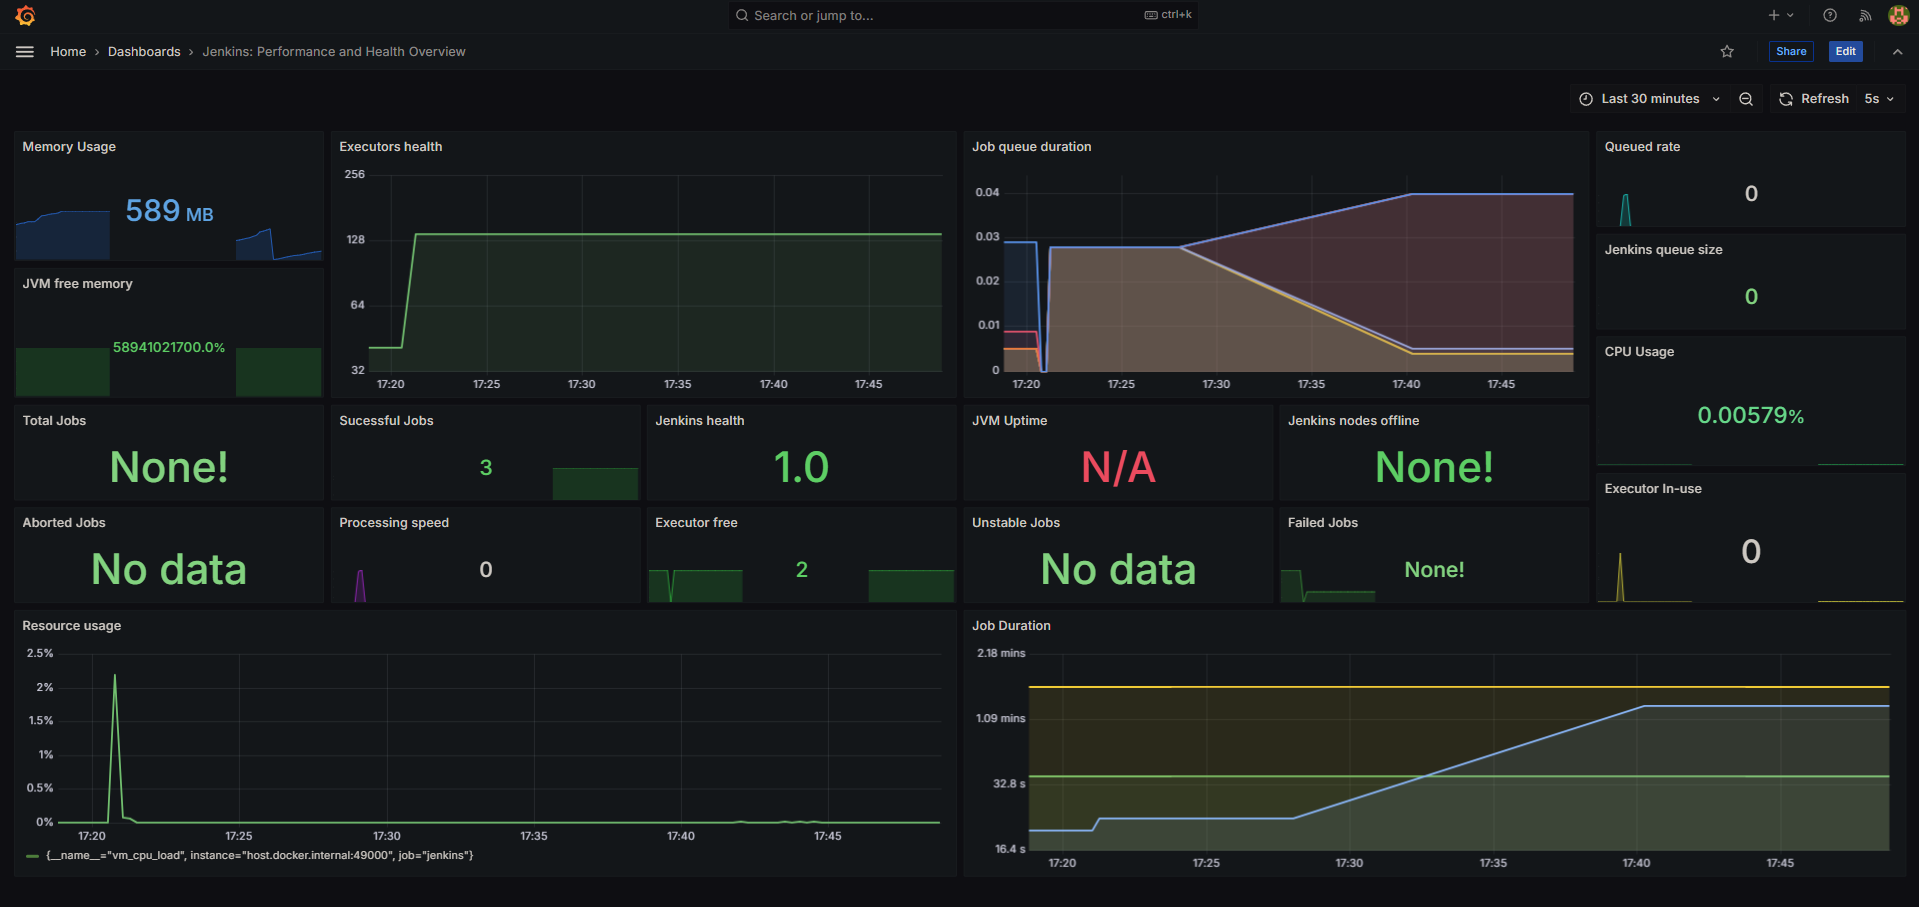 Search or jump to...
ctrl+k
Home › Dashboards › Jenkins: Performance and Health Overview
Share
Edit
Last 30 minutes
Refresh
5s
Memory Usage
589 MB
Executors health
256
128
64
32
17:20 17:25 17:30 17:35 17:40 17:45
Job queue duration
0.04
0.03
0.02
0.01
0
17:20 17:25 17:30 17:35 17:40 17:45
Queued rate
0
Jenkins queue size
0
JVM free memory
58941021700.0%
CPU Usage
0.00579%
Total Jobs
None!
Sucessful Jobs
3
Jenkins health
1.0
JVM Uptime
N/A
Jenkins nodes offline
None!
Executor In-use
0
Aborted Jobs
No data
Processing speed
0
Executor free
2
Unstable Jobs
No data
Failed Jobs
None!
Resource usage
2.5%
2%
1.5%
1%
0.5%
0%
17:20 17:25 17:30 17:35 17:40 17:45
{__name__="vm_cpu_load", instance="host.docker.internal:49000", job="jenkins"}
Job Duration
2.18 mins
1.09 mins
32.8 s
16.4 s
17:20 17:25 17:30 17:35 17:40 17:45